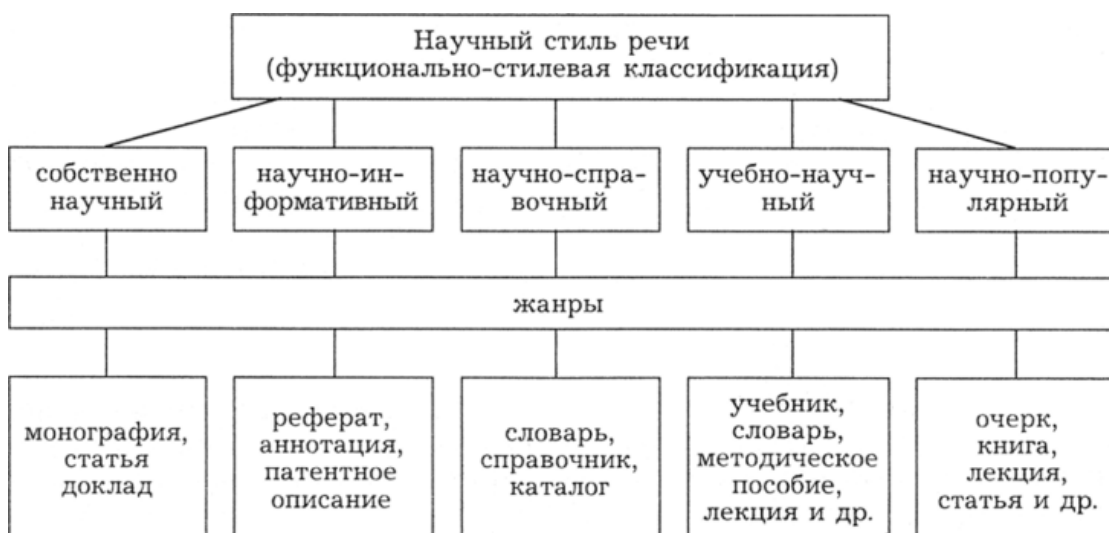 Научный стиль речи
(функционально-стилевая классификация)
собственно
научный
научно-ин-
формативный
научно-спра-
вочный
учебно-науч-
ный
научно-попу-
лярный
жанры
монография,
статья
доклад
реферат,
аннотация,
патентное
описание
словарь,
справочник,
каталог
учебник,
словарь,
методическое
пособие,
лекция и др.
очерк,
книга,
лекция,
статья и др.